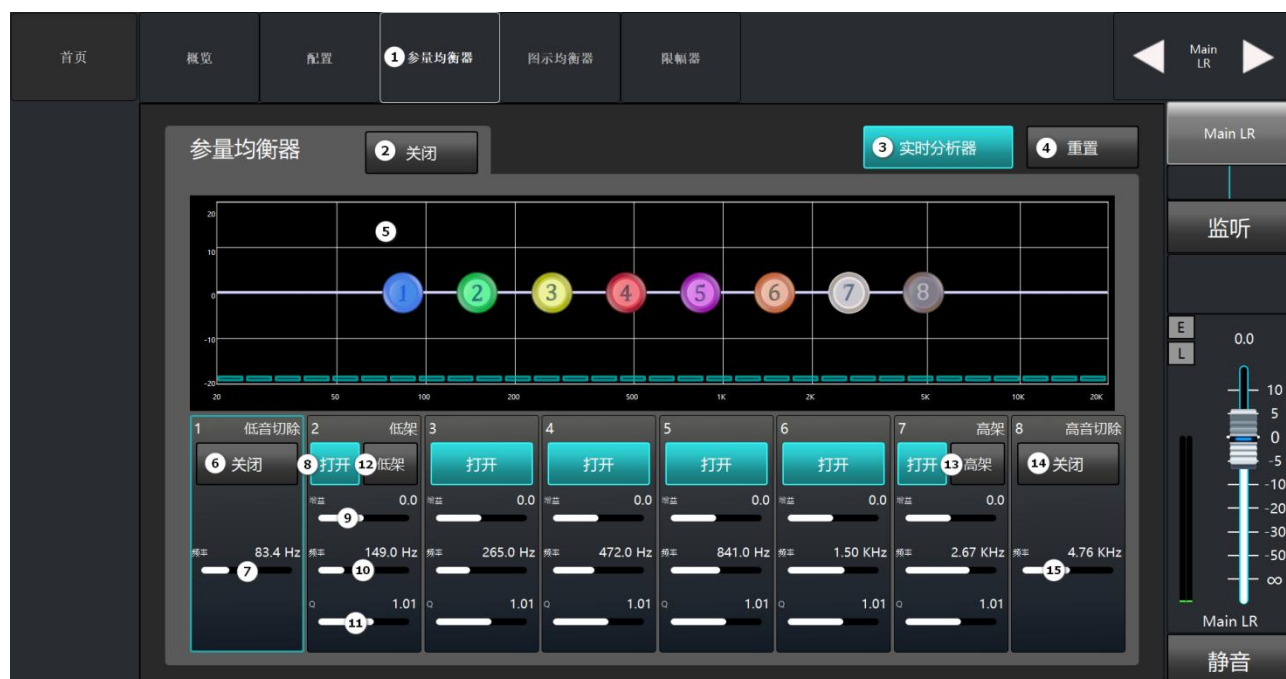 首页
概览
配置
1 参量均衡器
图示均衡器
限幅器
Main
LR
参量均衡器
2 关闭
3 实时分析器
4 重置
Main LR
监听
20
10
0
-10
-20
5
1 2 3 4 5 6 7 8
20 50 100 200 500 1K 2K 5K 10K 20K
E
L
0.0
10
5
0
-5
-10
-20
-30
-50
∞
Main LR
静音
1 低音切除
6 关闭
频率 83.4 Hz
7
2 低架
8 打开 12 低架
增益 0.0
9
频率 149.0 Hz
10
Q 1.01
11
3
打开
增益 0.0
频率 265.0 Hz
Q 1.01
4
打开
增益 0.0
频率 472.0 Hz
Q 1.01
5
打开
增益 0.0
频率 841.0 Hz
Q 1.01
6
打开
增益 0.0
频率 1.50 KHz
Q 1.01
7 高架
打开 13 高架
增益 0.0
频率 2.67 KHz
Q 1.01
8 高音切除
14 关闭
频率 4.76 KHz
15